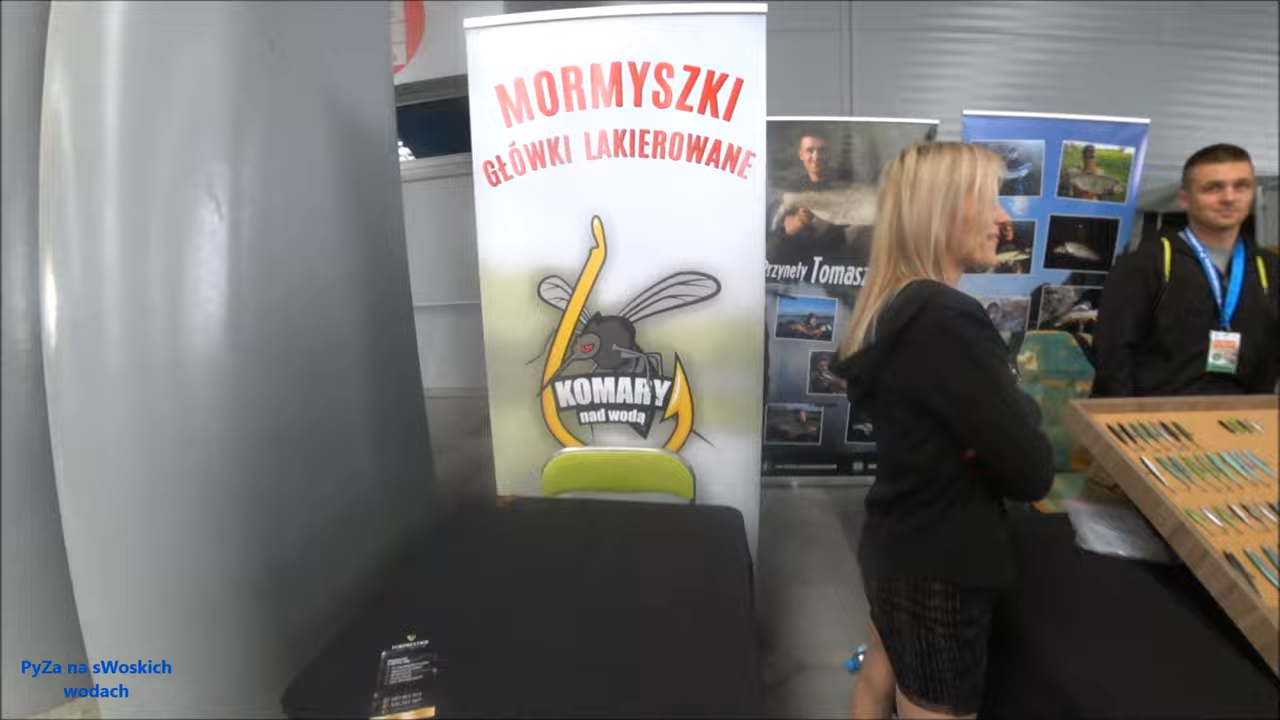 MORMYSZKI
GŁÓWKI LAKIEROWANE
KOMARY
nad wodą
Przynęty Tomasz
PyZa na sWoskich
wodach